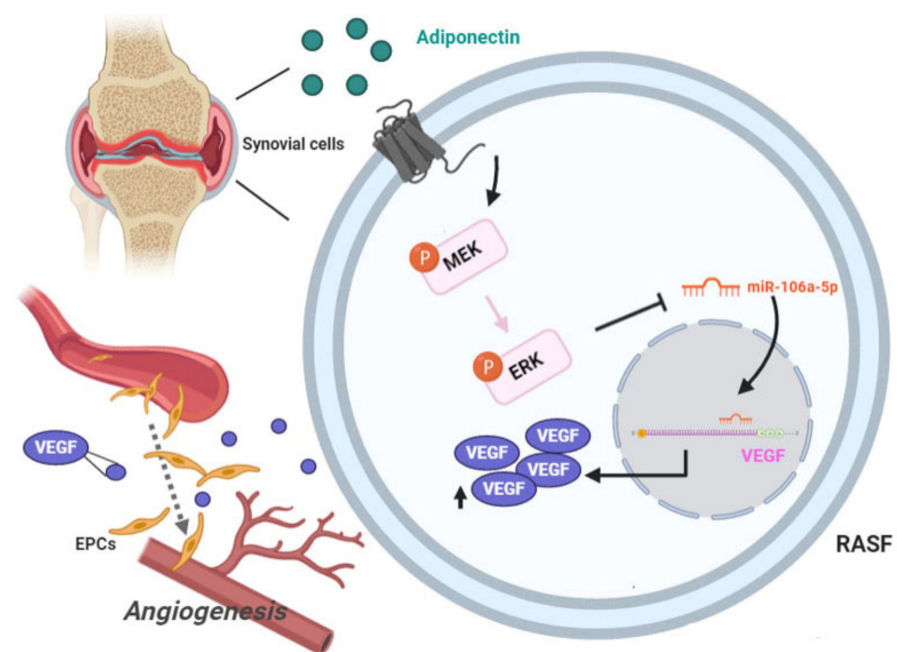 Adiponectin
Synovial cells
P
MEK
miR-106a-5p
P
ERK
VEGF
VEGF
VEGF
VEGF
VEGF
VEGF
EPCs
RASF
Angiogenesis